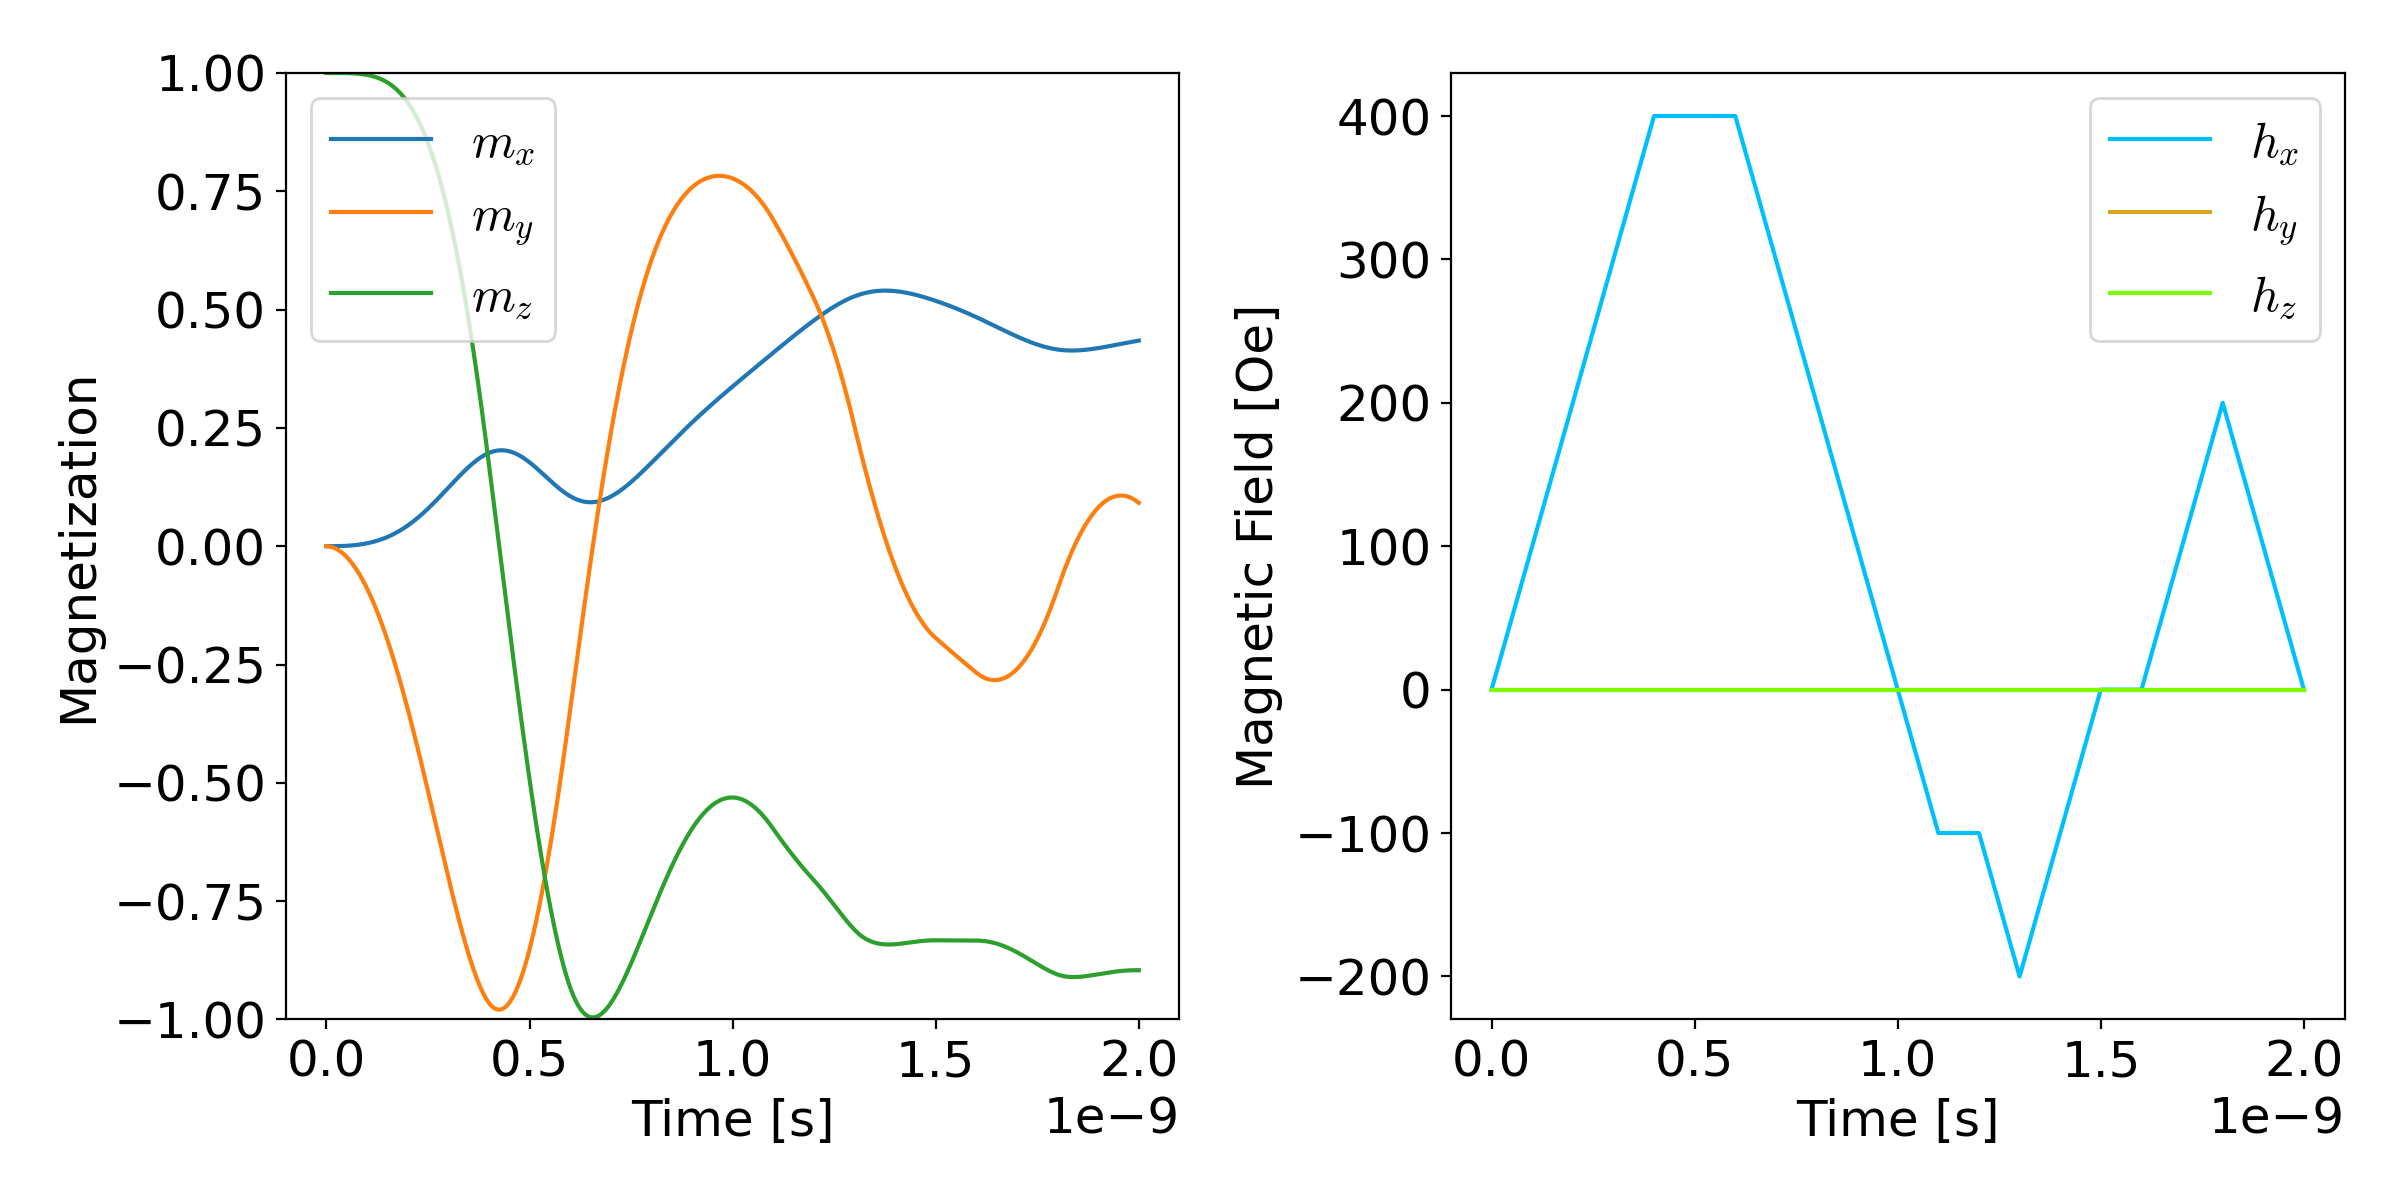 1.00
0.75
0.50
0.25
0.00
−0.25
−0.50
−0.75
−1.00
Magnetization
m_x
m_y
m_z
0.0 0.5 1.0 1.5 2.0
Time [s]
1e−9
400
300
200
100
0
−100
−200
Magnetic Field [Oe]
h_x
h_y
h_z
0.0 0.5 1.0 1.5 2.0
Time [s]
1e−9